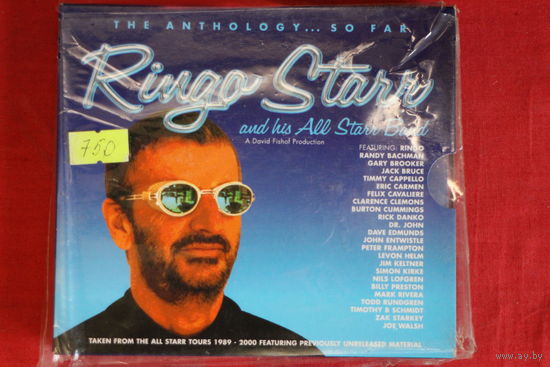 THE ANTHOLOGY... SO FAR
Ringo Starr
and his All Starr Band
A David Fishof Production
750
FEATURING: RINGO
RANDY BACHMAN
GARY BROOKER
JACK BRUCE
TIMMY CAPPELLO
ERIC CARMEN
FELIX CAVALIERE
CLARENCE CLEMONS
BURTON CUMMINGS
RICK DANKO
DR. JOHN
DAVE EDMUNDS
JOHN ENTWISTLE
PETER FRAMPTON
LEVON HELM
JIM KELTNER
SIMON KIRKE
NILS LOFGREN
BILLY PRESTON
MARK RIVERA
TODD RUNDGREN
TIMOTHY B SCHMIDT
ZAK STARKEY
JOE WALSH
TAKEN FROM THE ALL STARR TOURS 1989 - 2000 FEATURING PREVIOUSLY UNRELEASED MATERIAL
ay.by